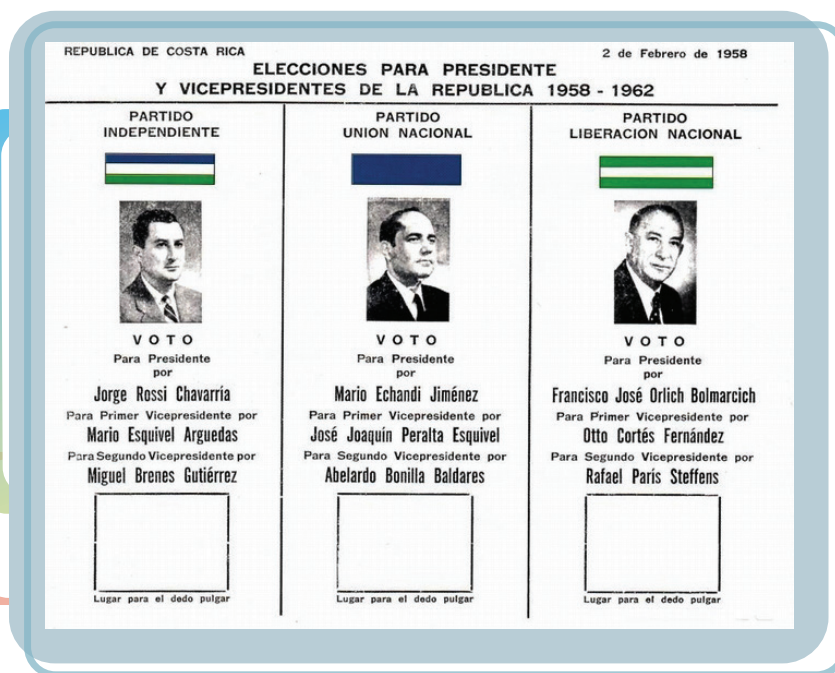 REPUBLICA DE COSTA RICA
2 de Febrero de 1958
ELECCIONES PARA PRESIDENTE
Y VICEPRESIDENTES DE LA REPUBLICA 1958 - 1962
PARTIDO
INDEPENDIENTE
VOTO
Para Presidente
por
Jorge Rossi Chavarría
Para Primer Vicepresidente por
Mario Esquivel Arguedas
Para Segundo Vicepresidente por
Miguel Brenes Gutiérrez
Lugar para el dedo pulgar
PARTIDO
UNION NACIONAL
VOTO
Para Presidente
por
Mario Echandi Jiménez
Para Primer Vicepresidente por
José Joaquín Peralta Esquivel
Para Segundo Vicepresidente por
Abelardo Bonilla Baldares
Lugar para el dedo pulgar
PARTIDO
LIBERACION NACIONAL
VOTO
Para Presidente
por
Francisco José Orlich Bolmarcich
Para Primer Vicepresidente por
Otto Cortés Fernández
Para Segundo Vicepresidente por
Rafael París Steffens
Lugar para el dedo pulgar